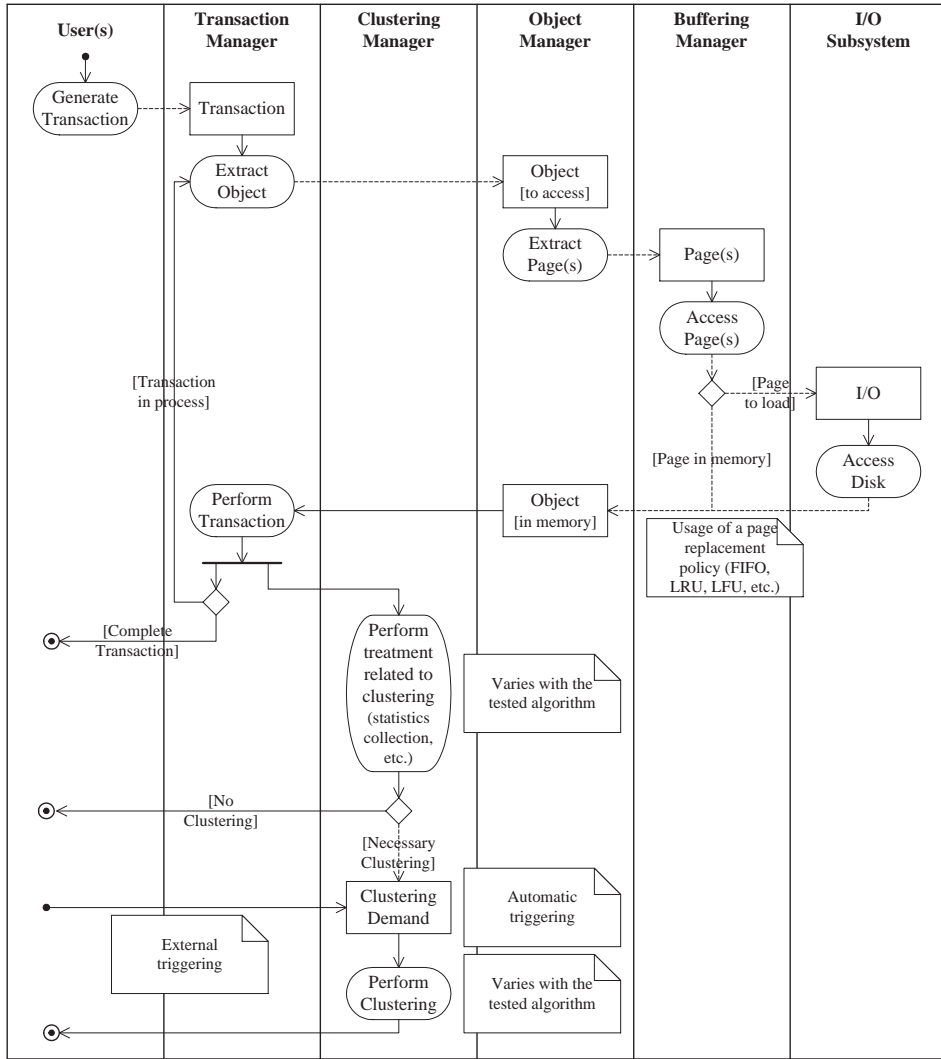 User(s)
Transaction
Manager
Clustering
Manager
Object
Manager
Buffering
Manager
I/O
Subsystem
Generate
Transaction
Transaction
Extract
Object
Object
[to access]
Extract
Page(s)
Page(s)
Access
Page(s)
[Transaction
in process]
[Page
to load]
I/O
[Page in memory]
Access
Disk
Perform
Transaction
Object
[in memory]
Usage of a page
replacement
policy (FIFO,
LRU, LFU, etc.)
[Complete
Transaction]
Perform
treatment
related to
clustering
(statistics
collection,
etc.)
Varies with the
tested algorithm
[No
Clustering]
[Necessary
Clustering]
Clustering
Demand
Automatic
triggering
External
triggering
Perform
Clustering
Varies with the
tested algorithm